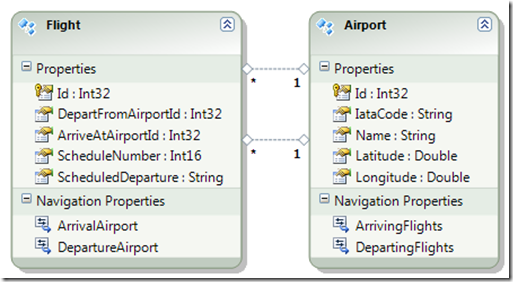 Flight
Properties
Id : Int32
DepartFromAirportId : Int32
ArriveAtAirportId : Int32
ScheduleNumber : Int16
ScheduledDeparture : String
Navigation Properties
ArrivalAirport
DepartureAirport
* 1
* 1
Airport
Properties
Id : Int32
IataCode : String
Name : String
Latitude : Double
Longitude : Double
Navigation Properties
ArrivingFlights
DepartingFlights